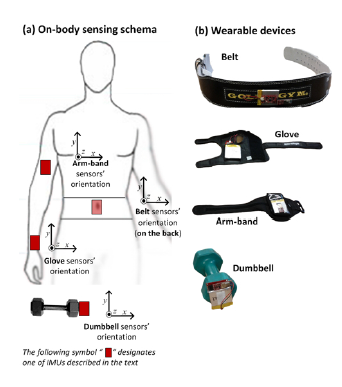 (a) On-body sensing schema
y
z x
Arm-band
sensors'
orientation
y
z x
Belt sensors'
orientation
(on the back)
y
z x
Glove sensors'
orientation
y
z x
Dumbbell sensors'
orientation
The following symbol " " designates
one of IMUs described in the text
(b) Wearable devices
Belt
GOLD'S GYM
Glove
Arm-band
Dumbbell